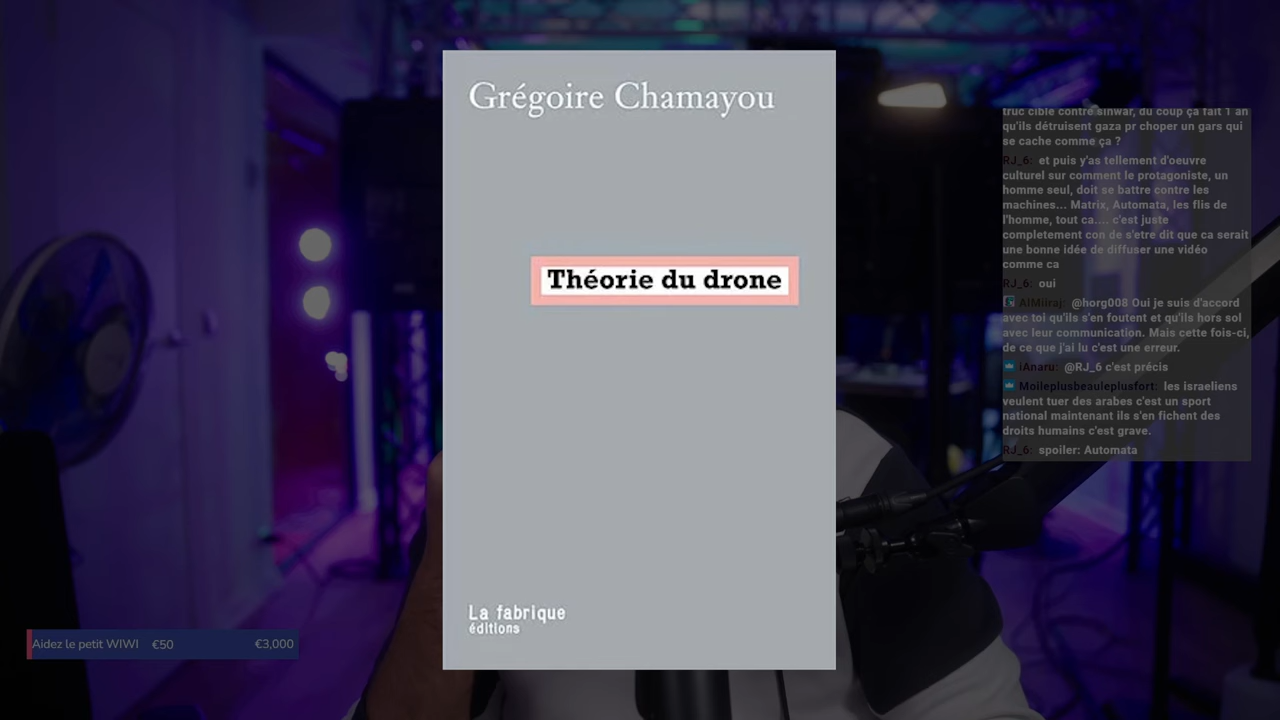 Grégoire Chamayou
Théorie du drone
La fabrique
éditions
truc ciblé contre sinwar, du coup ça fait 1 an
qu'ils détruisent gaza pr choper un gars qui
se cache comme ça ?
RJ_6: et puis y'as tellement d'oeuvre
culturel sur comment le protagoniste, un
homme seul, doit se battre contre les
machines... Matrix, Automata, les flis de
l'homme, tout ca.... c'est juste
completement con de s'etre dit que ca serait
une bonne idée de diffuser une vidéo
comme ca
RJ_6: oui
AlMiiraj: @horg008 Oui je suis d'accord
avec toi qu'ils s'en foutent et qu'ils hors sol
avec leur communication. Mais cette fois-ci,
de ce que j'ai lu c'est une erreur.
IAnaru: @RJ_6 c'est précis
Moileplusbeauleplusfort: les israeliens
veulent tuer des arabes c'est un sport
national maintenant ils s'en fichent des
droits humains c'est grave.
RJ_6: spoiler: Automata
Aidez le petit WIWI €50 €3,000